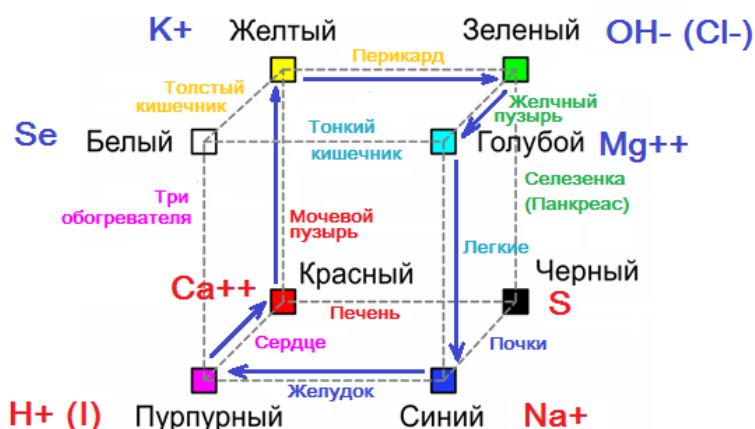 K+
Желтый
Зеленый
OH- (Cl-)
Перикард
Толстый
кишечник
Желчный
пузырь
Se
Белый
Тонкий
кишечник
Голубой
Mg++
Три
обогревателя
Селезенка
(Панкреас)
Мочевой
пузырь
Легкие
Ca++
Красный
Черный
S
Печень
Сердце
Почки
Желудок
H+ (I)
Пурпурный
Синий
Na+